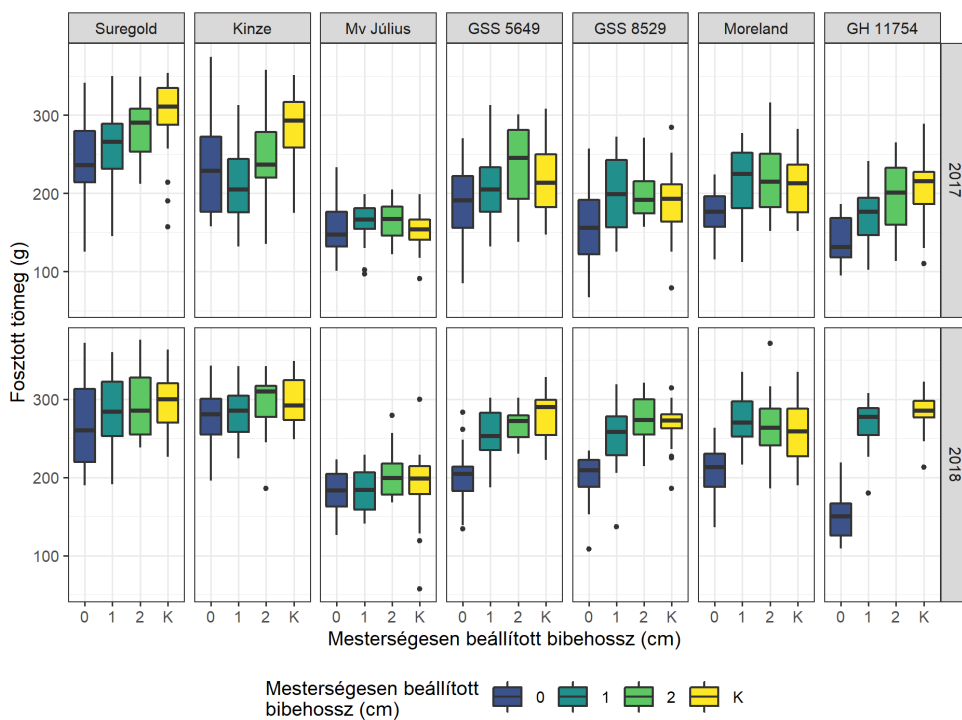 Suregold Kinze Mv Július GSS 5649 GSS 8529 Moreland GH 11754
300
200
100
2017
300
200
100
2018
Fosztott tömeg (g)
0 1 2 K 0 1 2 K 0 1 2 K 0 1 2 K 0 1 2 K 0 1 2 K 0 1 2 K
Mesterségesen beállított bibehossz (cm)
Mesterségesen beállított
bibehossz (cm)
0 1 2 K